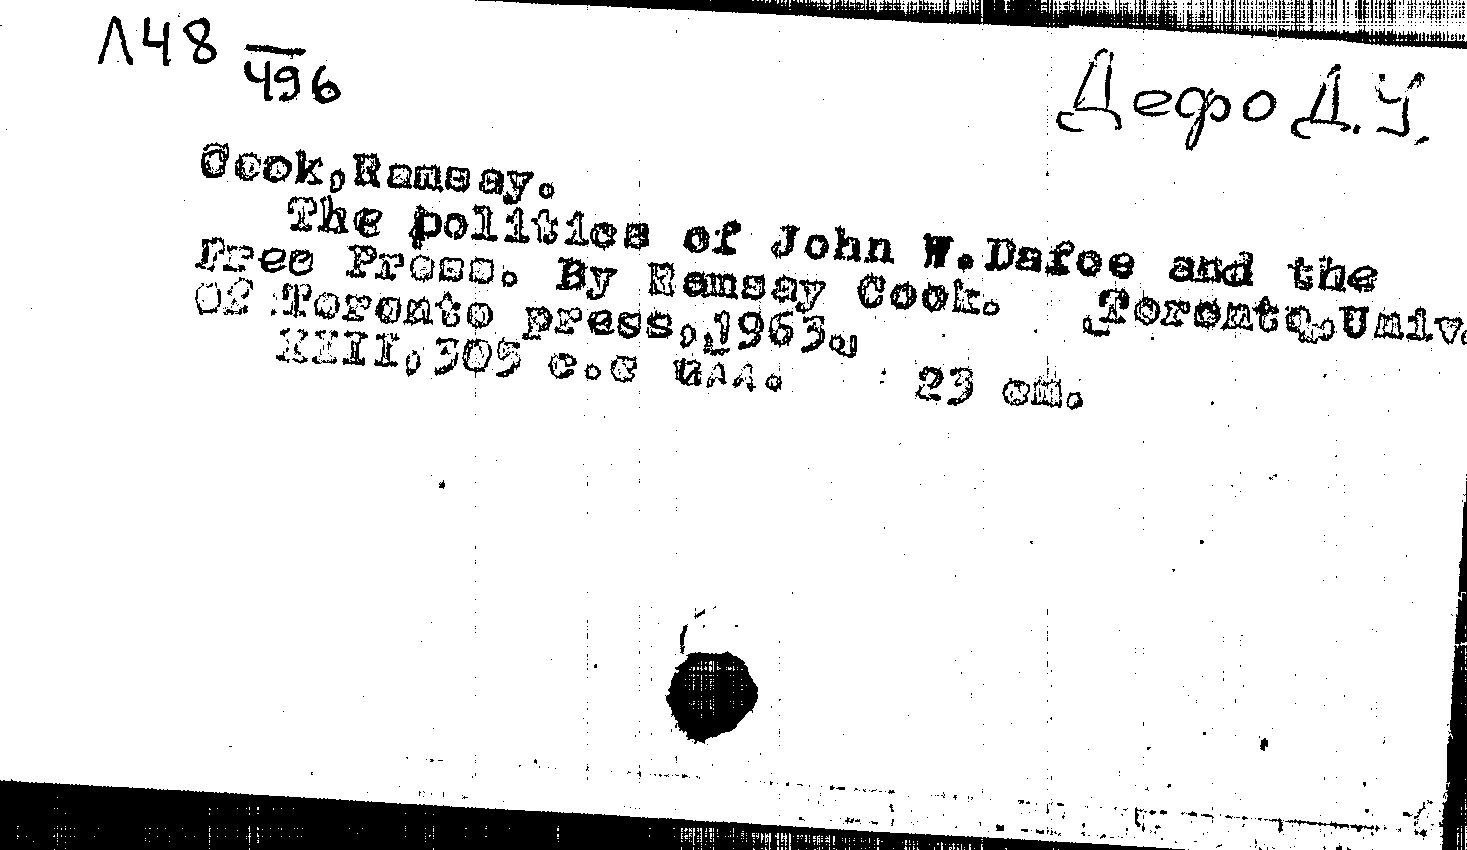 Л48 496
Дефо Д.У.
Cook,Ramsay.
The politics of John W.Dafoe and the
Free Press. By Ramsay Cook. [Toronto],Univ.
of Toronto press,[1963.]
XIII,305 c.c илл. 23 cm.